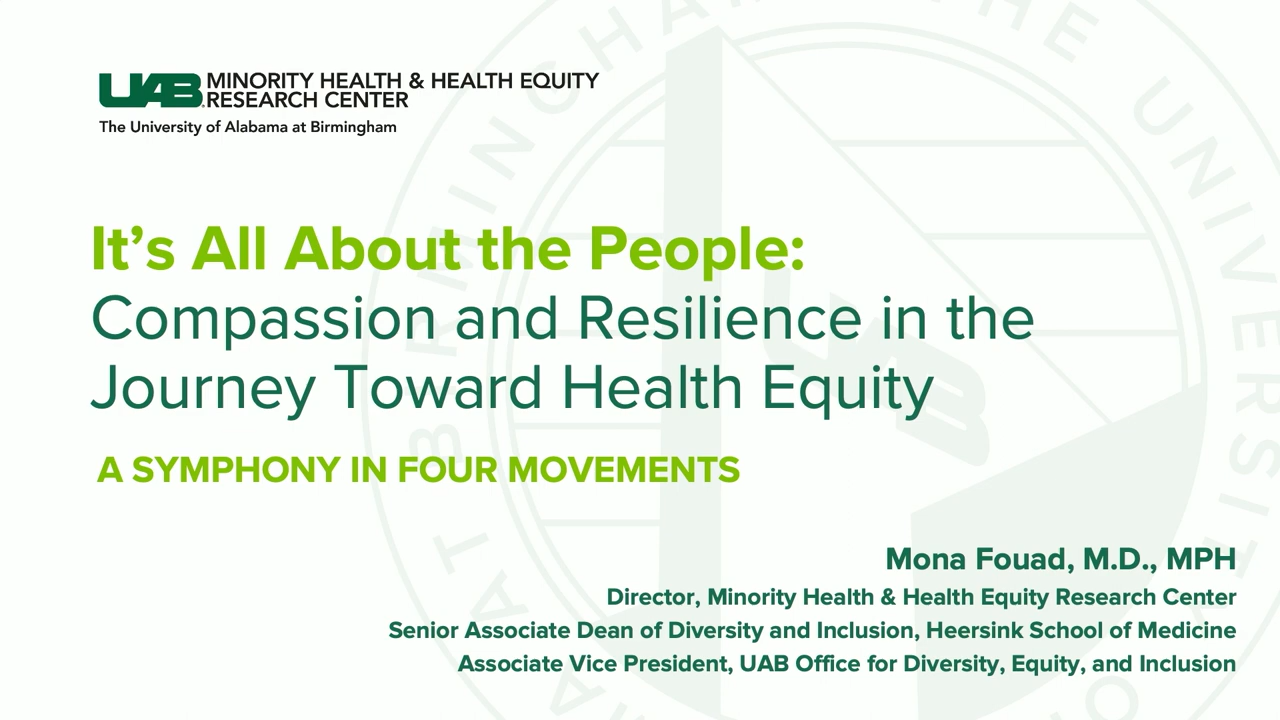 UAB MINORITY HEALTH & HEALTH EQUITY
RESEARCH CENTER
The University of Alabama at Birmingham
It’s All About the People:
Compassion and Resilience in the
Journey Toward Health Equity
A SYMPHONY IN FOUR MOVEMENTS
Mona Fouad, M.D., MPH
Director, Minority Health & Health Equity Research Center
Senior Associate Dean of Diversity and Inclusion, Heersink School of Medicine
Associate Vice President, UAB Office for Diversity, Equity, and Inclusion